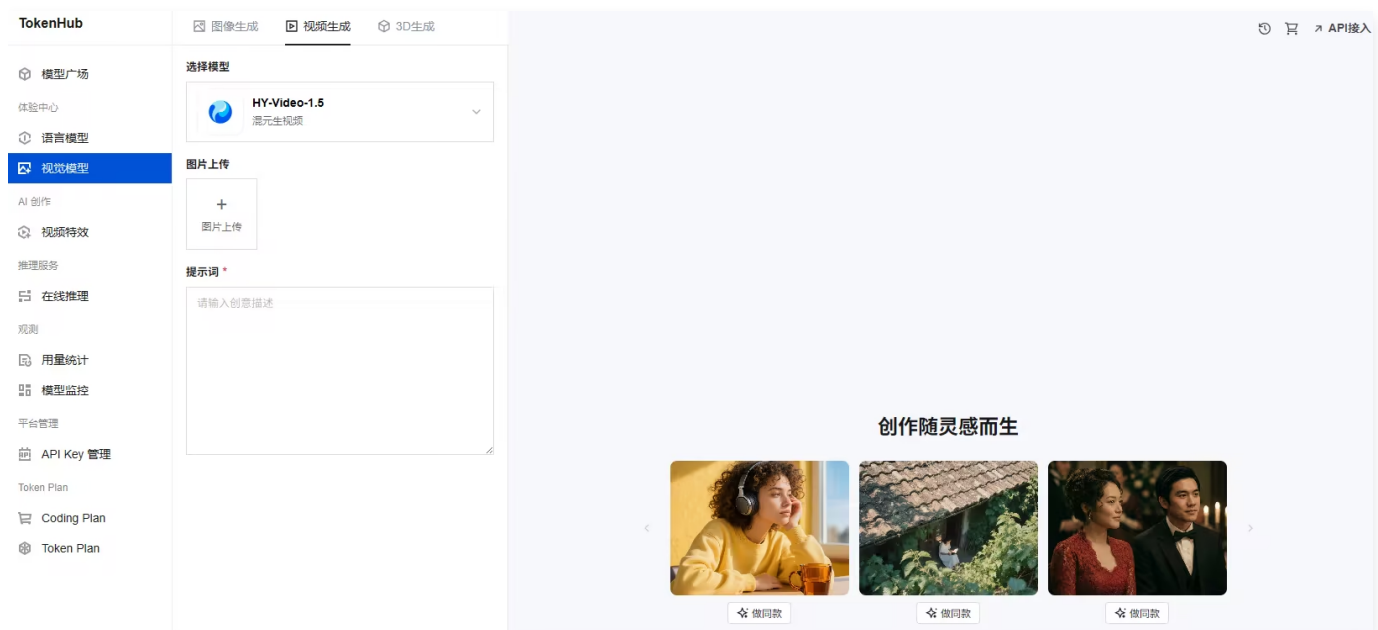 TokenHub
模型广场
体验中心
语言模型
视觉模型
AI 创作
视频特效
推理服务
在线推理
观测
用量统计
模型监控
平台管理
API Key 管理
Token Plan
Coding Plan
Token Plan
图像生成 视频生成 3D生成
选择模型
HY-Video-1.5
混元生视频
图片上传
+
图片上传
提示词 *
请输入创意描述
API接入
创作随灵感而生
做同款 做同款 做同款